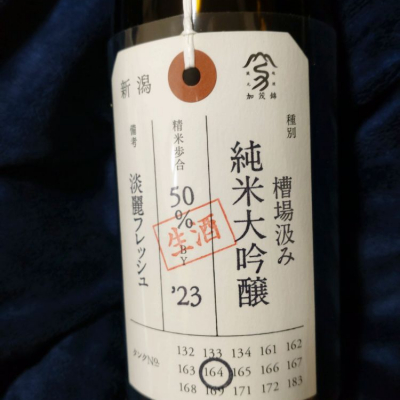 加茂錦
種別
槽場汲み
純米大吟醸
精米歩合
50%
BY
'23
生酒
新潟
備考
淡麗フレッシュ
タンクNo.
132 133 134 161 162
163 164 165 166 167
168 169 171 172 183